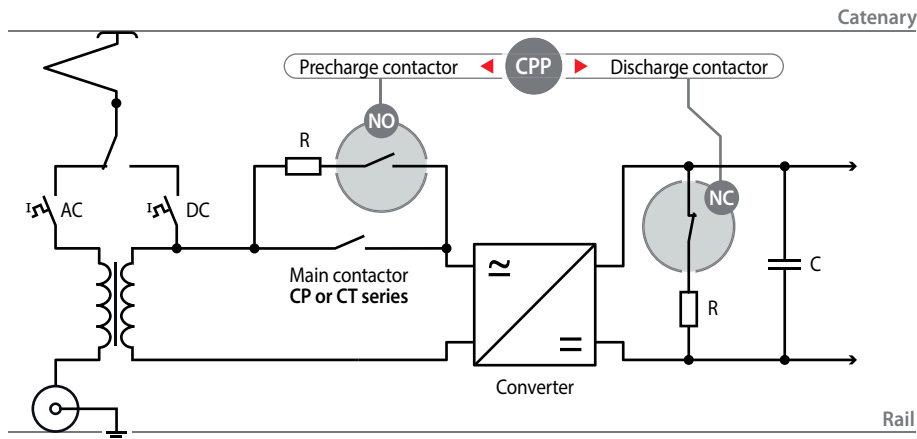 Catenary
Precharge contactor CPP Discharge contactor
NO
R
NC
AC
DC
Main contactor
CP or CT series
C
R
Converter
Rail